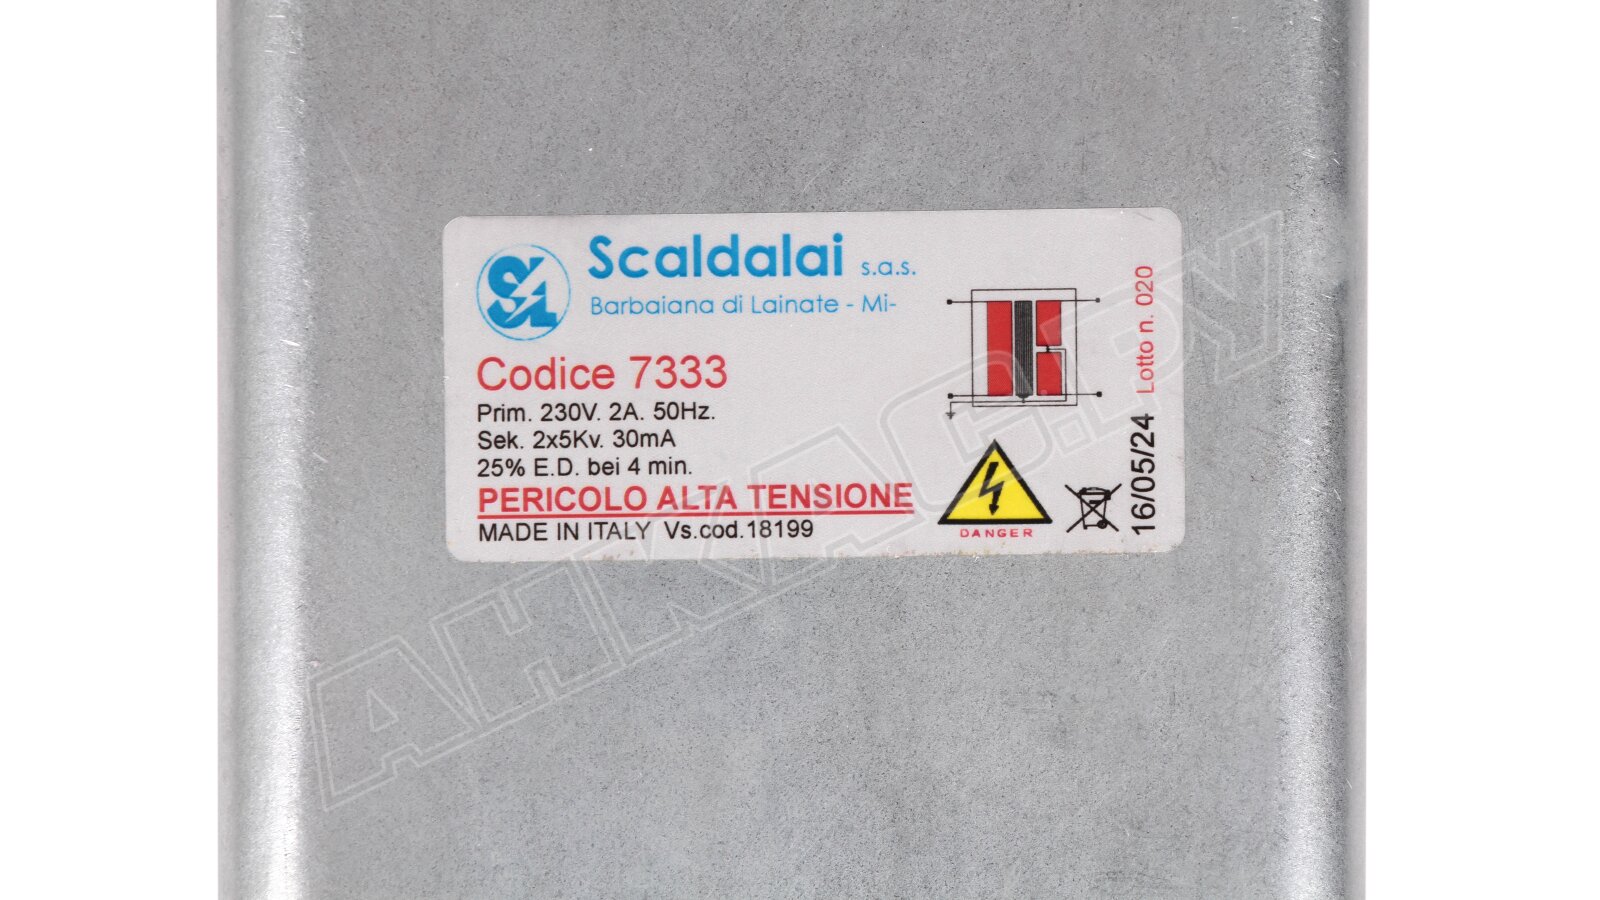 Scaldalai s.a.s.
Barbaiana di Lainate - Mi-
Codice 7333
Prim. 230V. 2A. 50Hz.
Sek. 2x5Kv. 30mA
25% E.D. bei 4 min.
PERICOLO ALTA TENSIONE
MADE IN ITALY Vs.cod.18199
DANGER
Lotto n. 020
16/05/24